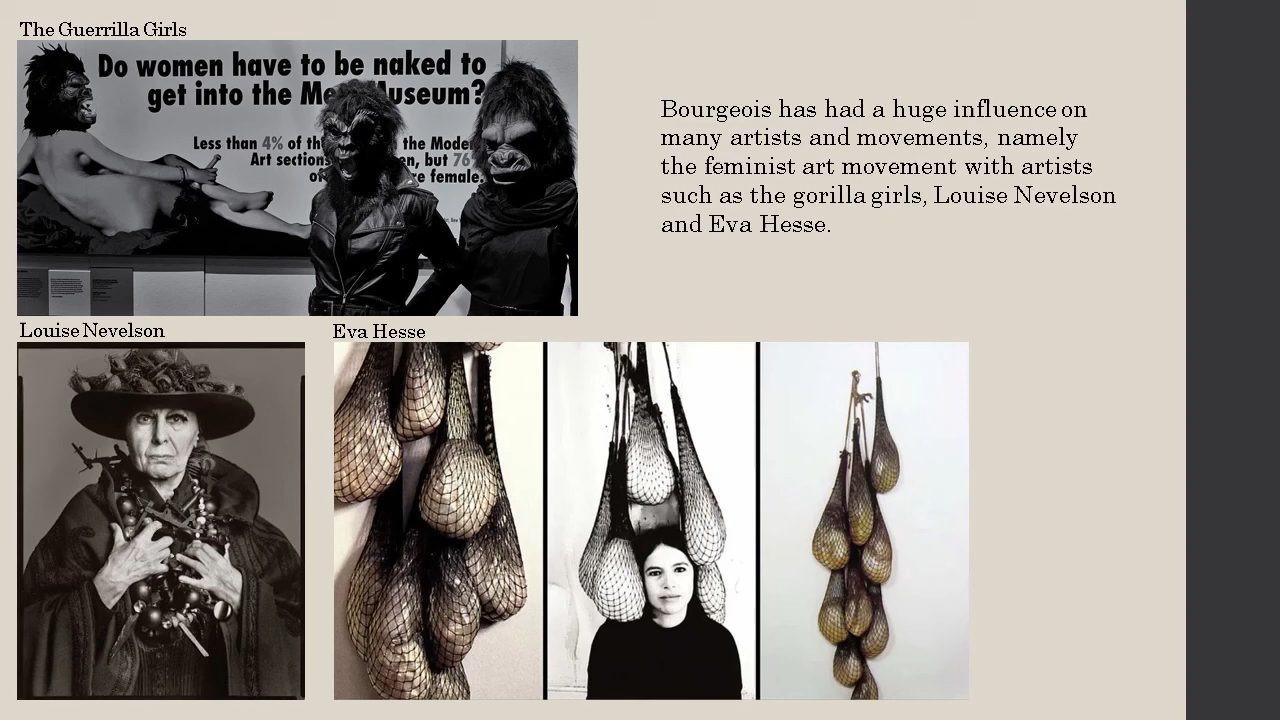 The Guerrilla Girls
Do women have to be naked to
get into the Me Museum?
Less than 4% of th the Moder
Art sections en, but 76
of re female.
Bourgeois has had a huge influence on
many artists and movements, namely
the feminist art movement with artists
such as the gorilla girls, Louise Nevelson
and Eva Hesse.
Louise Nevelson
Eva Hesse